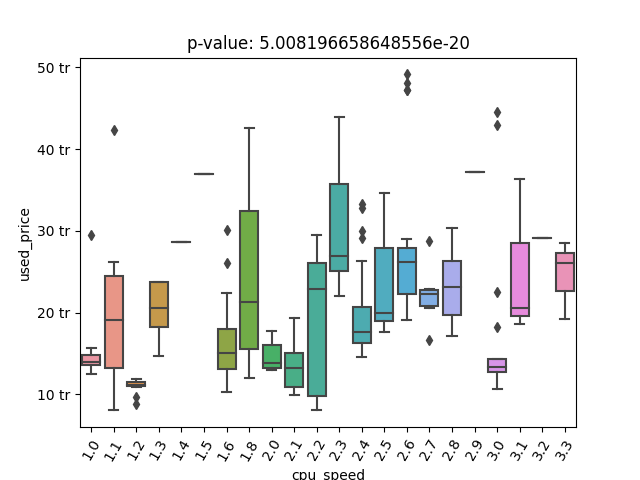 p-value: 5.008196658648556e-20
50 tr
40 tr
30 tr
20 tr
10 tr
used_price
1.0 1.1 1.2 1.3 1.4 1.5 1.6 1.8 2.0 2.1 2.2 2.3 2.4 2.5 2.6 2.7 2.8 2.9 3.0 3.1 3.2 3.3
cpu_speed